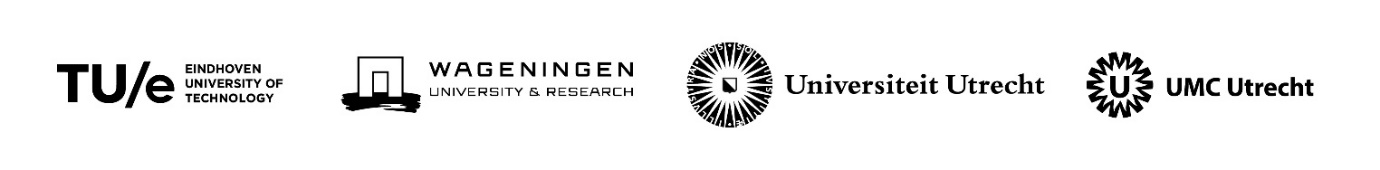 TU/e EINDHOVEN
UNIVERSITY OF
TECHNOLOGY
WAGENINGEN
UNIVERSITY & RESEARCH
Universiteit Utrecht
U UMC Utrecht